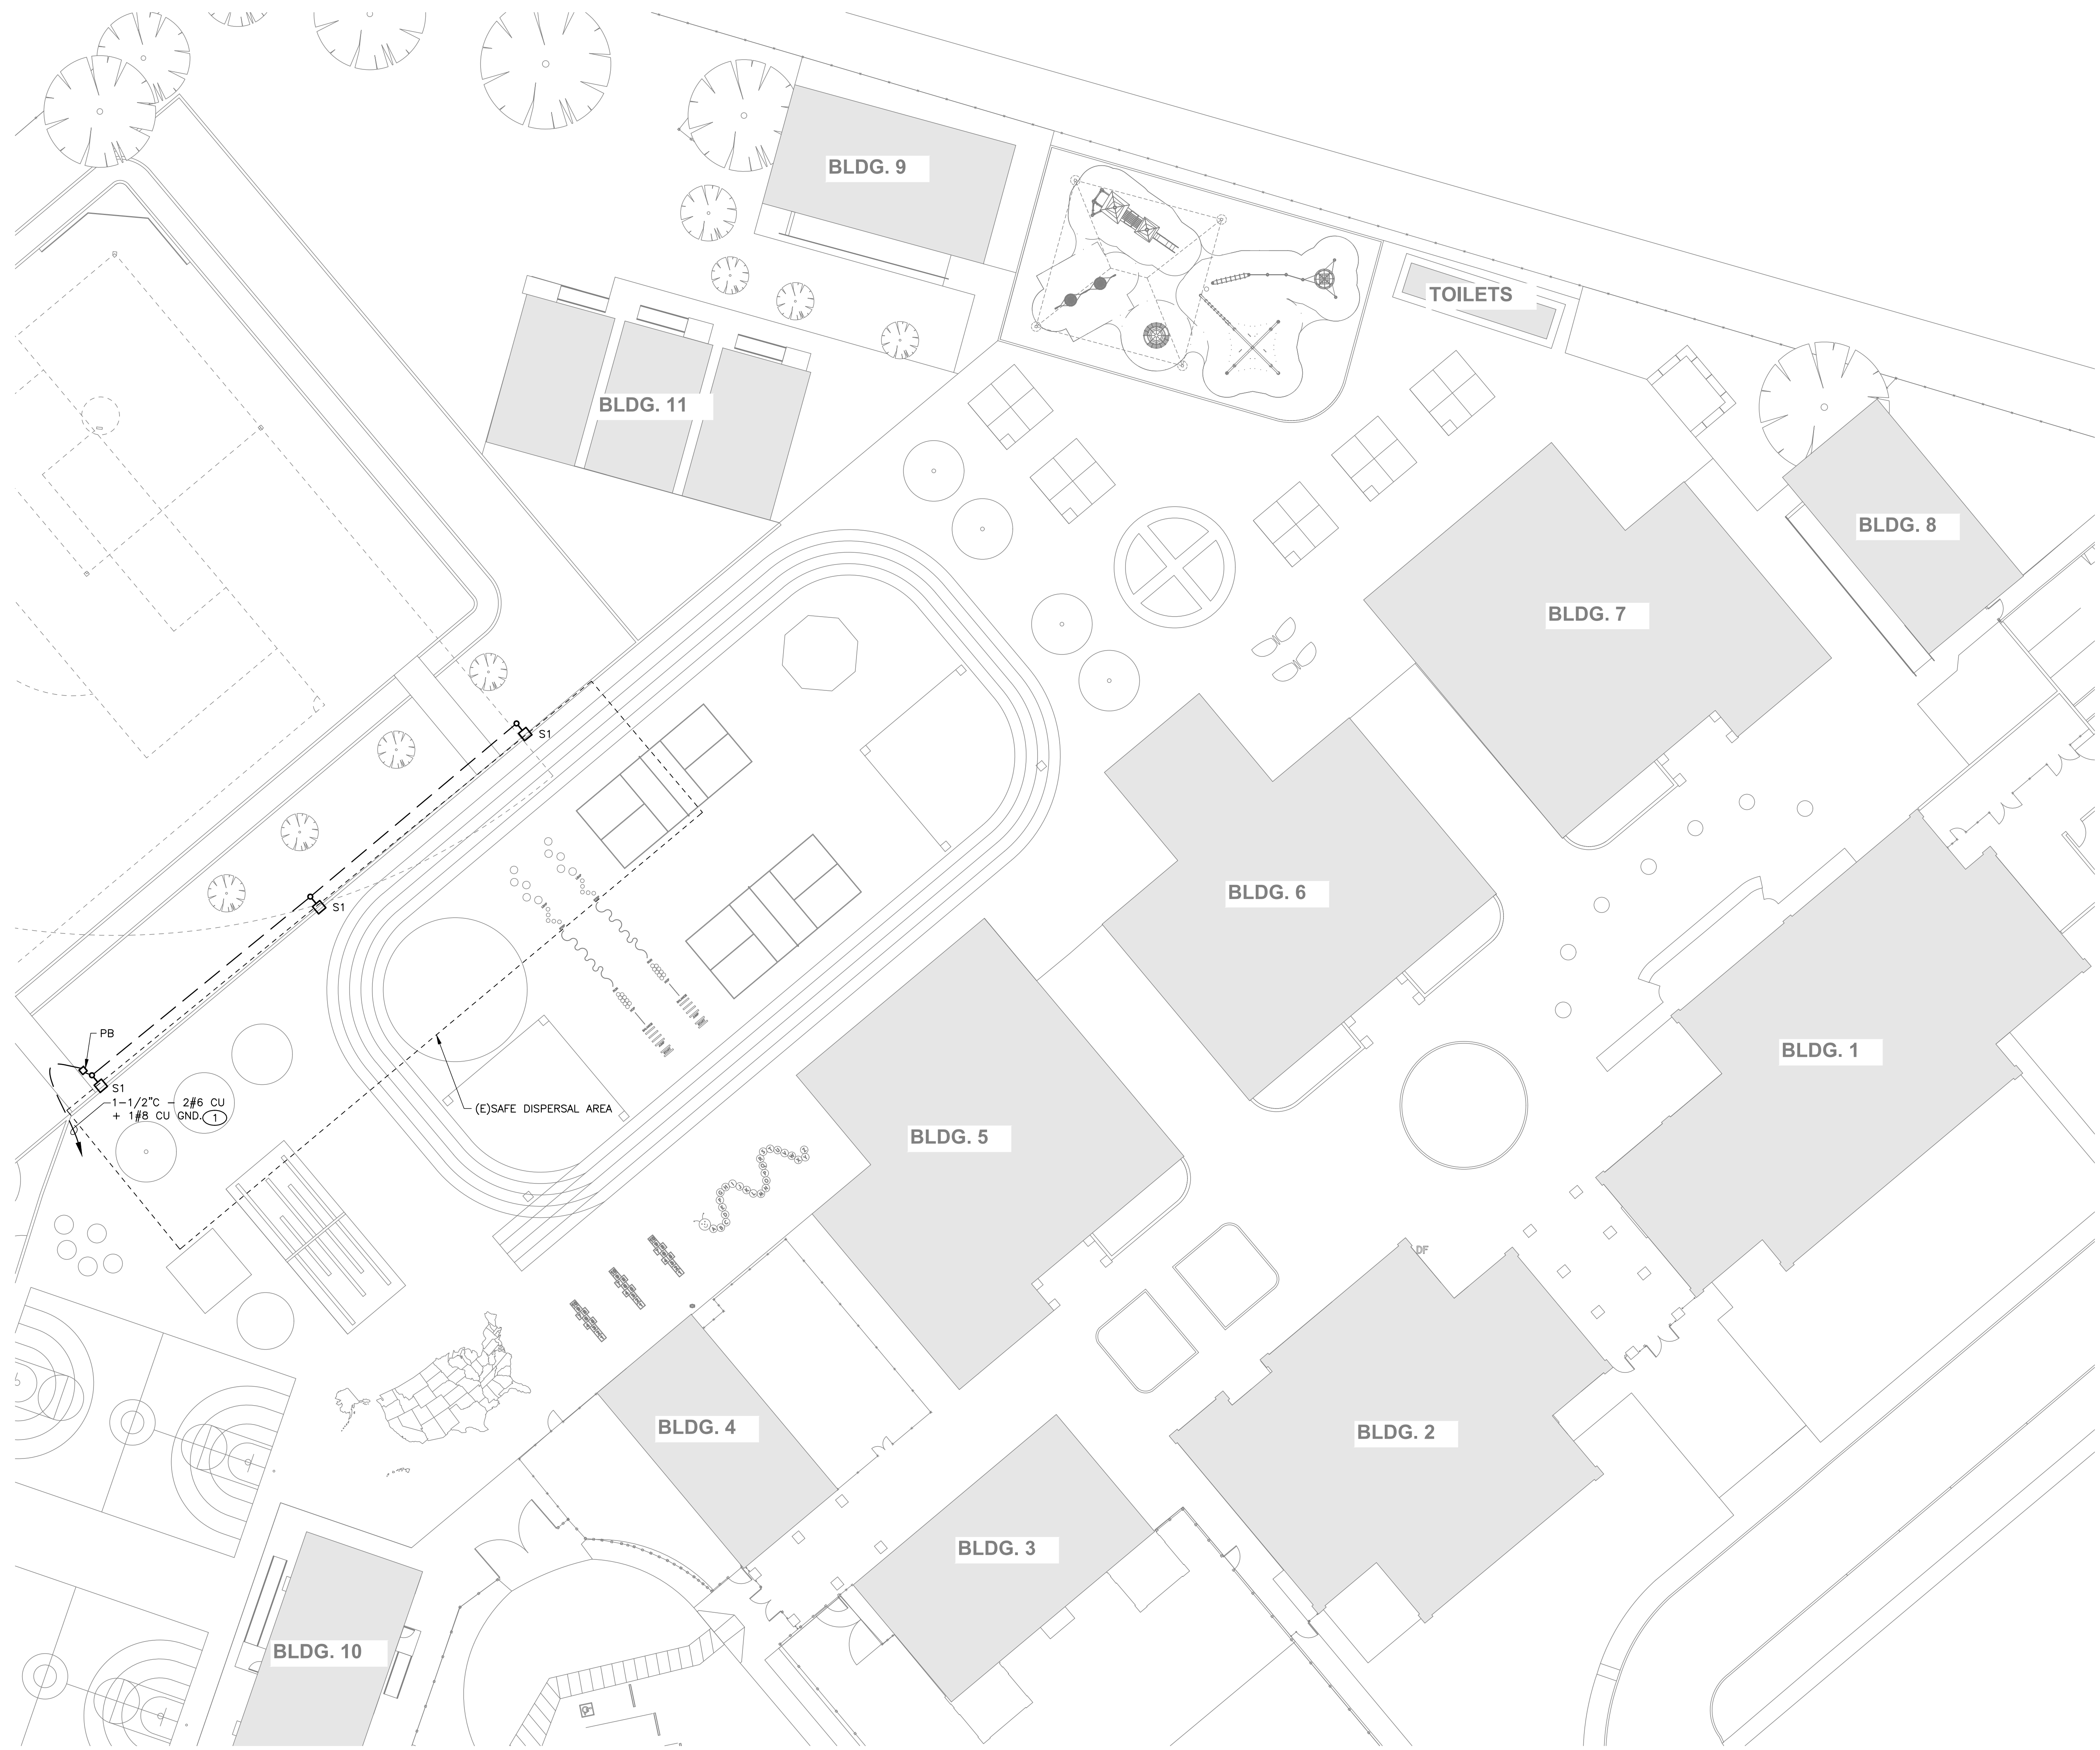 BLDG. 9
TOILETS
BLDG. 11
BLDG. 8
BLDG. 7
S1
BLDG. 6
S1
PB
BLDG. 1
S1
1-1/2"C - 2#6 CU
+ 1#8 CU GND. 1
(E)SAFE DISPERSAL AREA
BLDG. 5
DF
BLDG. 4
BLDG. 2
BLDG. 3
BLDG. 10